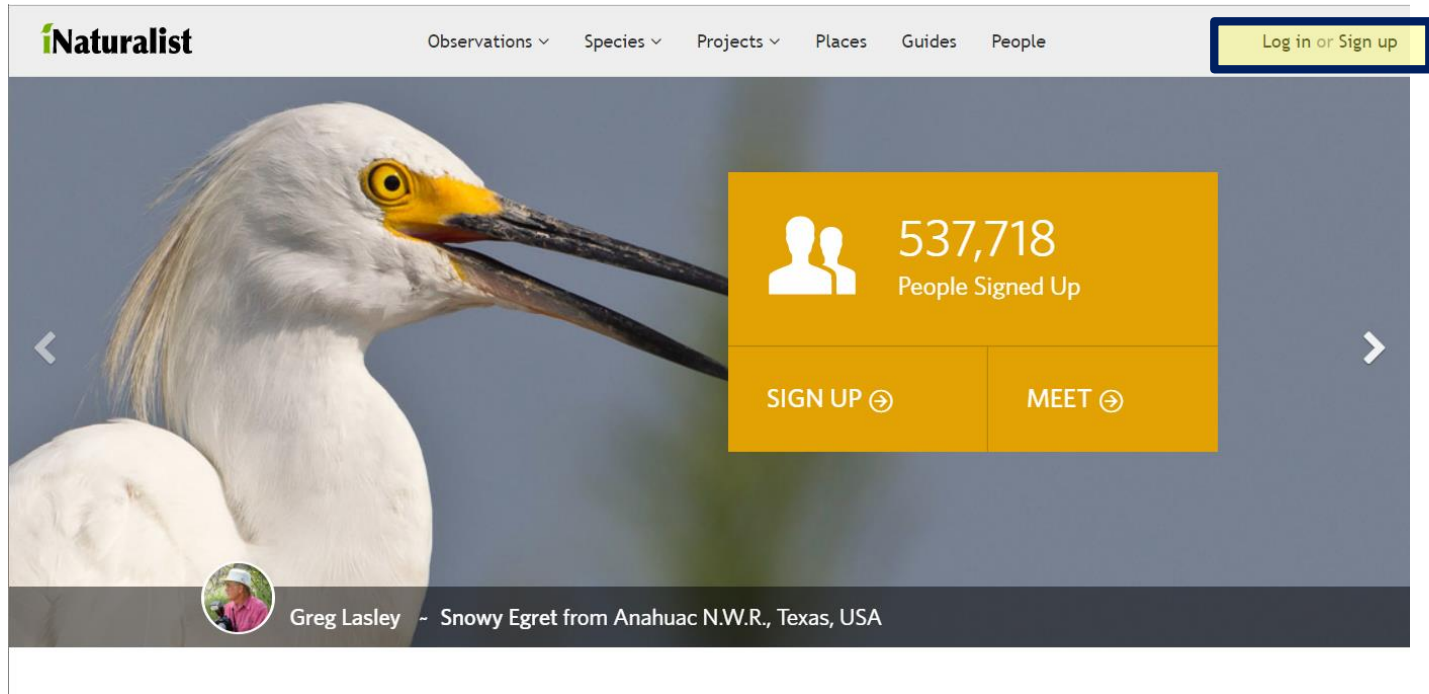 iNaturalist Observations Species Projects Places Guides People Log in or Sign up
537,718
People Signed Up
SIGN UP MEET
Greg Lasley ~ Snowy Egret from Anahuac N.W.R., Texas, USA